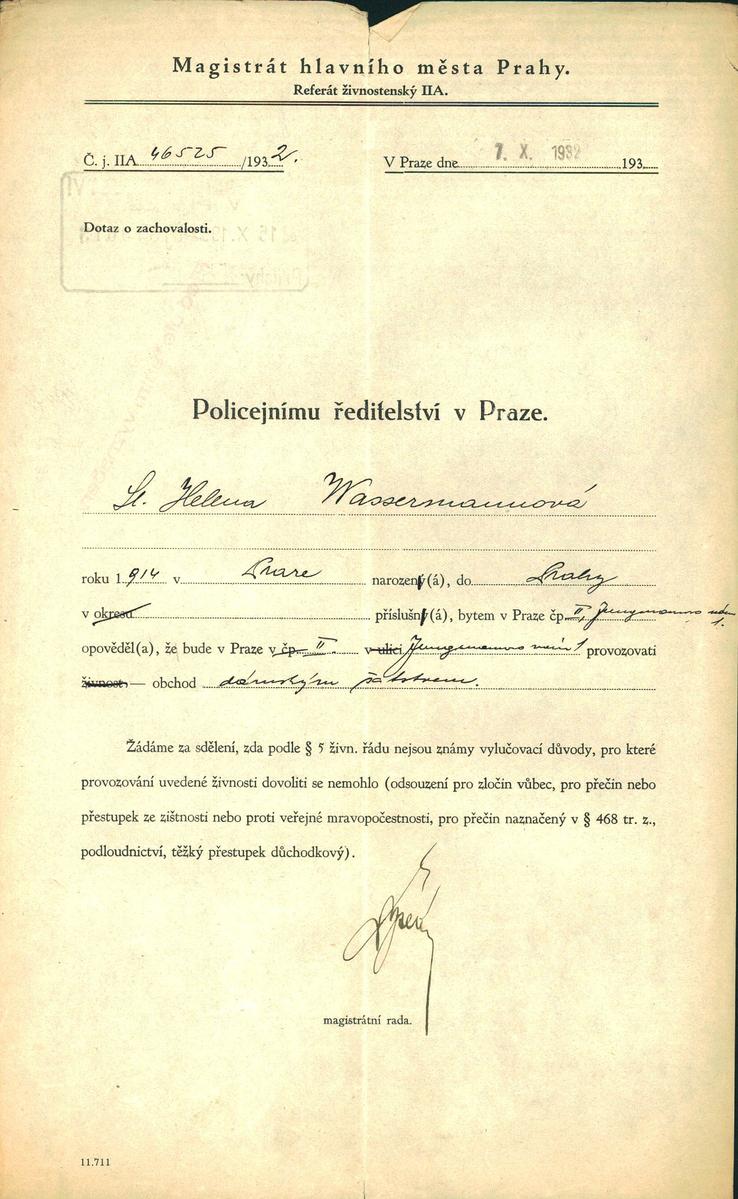 Magistrát hlavního města Prahy.
Referát živnostenský IIA.
Č. j. IIA 46525 /1932.
V Praze dne 7. X. 1932 193
Dotaz o zachovalosti.
Policejnímu ředitelství v Praze.
Sl. Helena Wassermannová
roku 1.914 v Praze narozený(á), do Prahy
v okresu příslušný(á), bytem v Praze čp. II, Jungmannovo nám 1.
opověděl(a), že bude v Praze v čp. II. v ulici Jungmannovo nám 1 provozovati
živnost — obchod dámským šatstvem.
Žádáme za sdělení, zda podle § 5 živn. řádu nejsou známy vylučovací důvody, pro které
provozování uvedené živnosti dovoliti se nemohlo (odsouzení pro zločin vůbec, pro přečin nebo
přestupek ze zištnosti nebo proti veřejné mravopočestnosti, pro přečin naznačený v § 468 tr. z.,
podloudnictví, těžký přestupek důchodkový).
magistrátní rada.
11.711